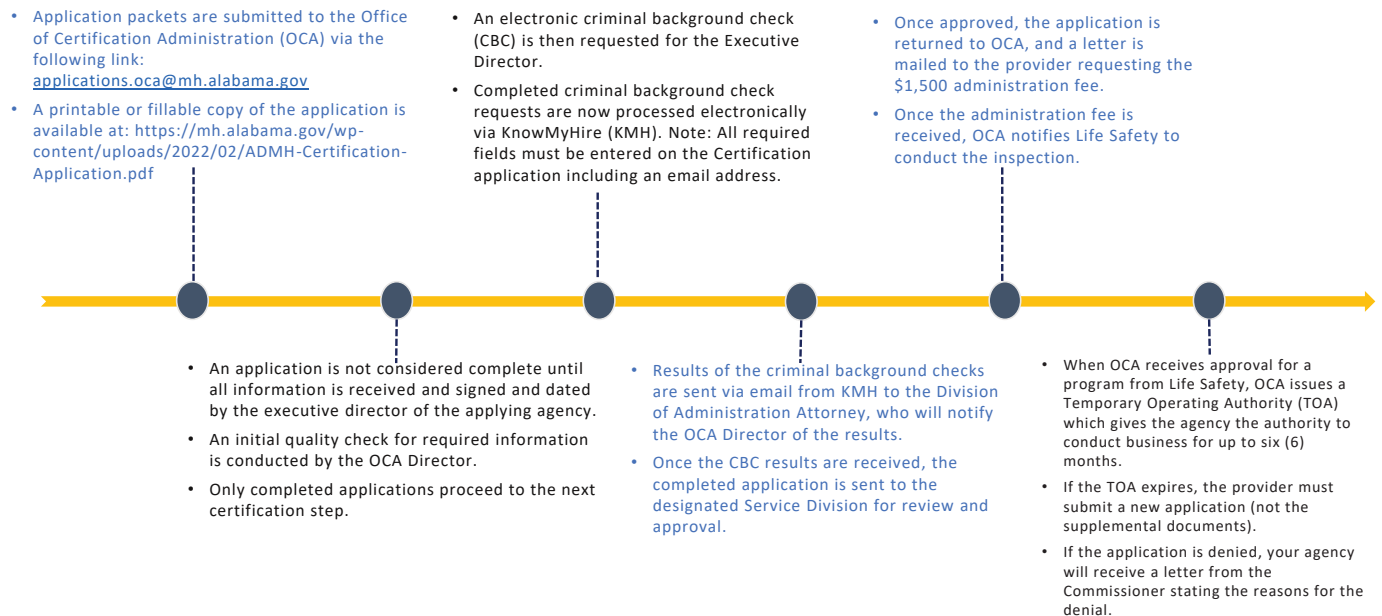 • Application packets are submitted to the Office
of Certification Administration (OCA) via the
following link:
applications.oca@mh.alabama.gov
• A printable or fillable copy of the application is
available at: https://mh.alabama.gov/wp-
content/uploads/2022/02/ADMH-Certification-
Application.pdf
• An application is not considered complete until
all information is received and signed and dated
by the executive director of the applying agency.
• An initial quality check for required information
is conducted by the OCA Director.
• Only completed applications proceed to the next
certification step.
• An electronic criminal background check
(CBC) is then requested for the Executive
Director.
• Completed criminal background check
requests are now processed electronically
via KnowMyHire (KMH). Note: All required
fields must be entered on the Certification
application including an email address.
• Results of the criminal background checks
are sent via email from KMH to the Division
of Administration Attorney, who will notify
the OCA Director of the results.
• Once the CBC results are received, the
completed application is sent to the
designated Service Division for review and
approval.
• Once approved, the application is
returned to OCA, and a letter is
mailed to the provider requesting the
$1,500 administration fee.
• Once the administration fee is
received, OCA notifies Life Safety to
conduct the inspection.
• When OCA receives approval for a
program from Life Safety, OCA issues a
Temporary Operating Authority (TOA)
which gives the agency the authority to
conduct business for up to six (6)
months.
• If the TOA expires, the provider must
submit a new application (not the
supplemental documents).
• If the application is denied, your agency
will receive a letter from the
Commissioner stating the reasons for the
denial.